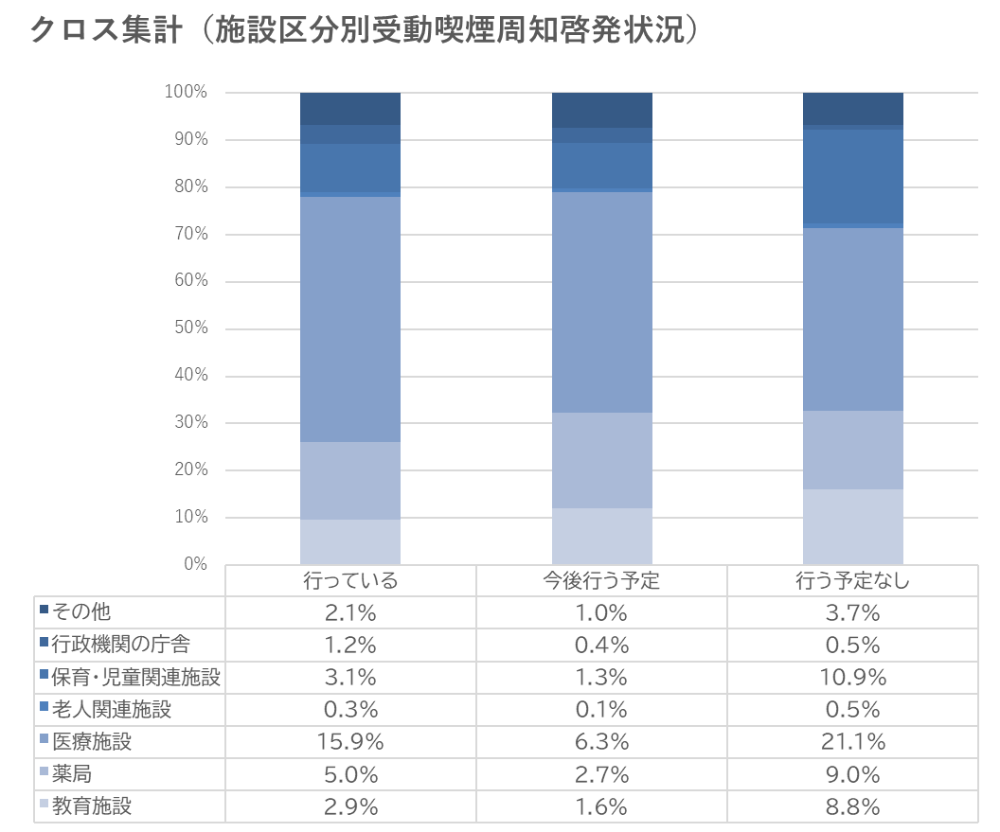 クロス集計（施設区分別受動喫煙周知啓発状況）
100%
90%
80%
70%
60%
50%
40%
30%
20%
10%
0%
行っている 今後行う予定 行う予定なし
その他 2.1% 1.0% 3.7%
行政機関の庁舎 1.2% 0.4% 0.5%
保育・児童関連施設 3.1% 1.3% 10.9%
老人関連施設 0.3% 0.1% 0.5%
医療施設 15.9% 6.3% 21.1%
薬局 5.0% 2.7% 9.0%
教育施設 2.9% 1.6% 8.8%